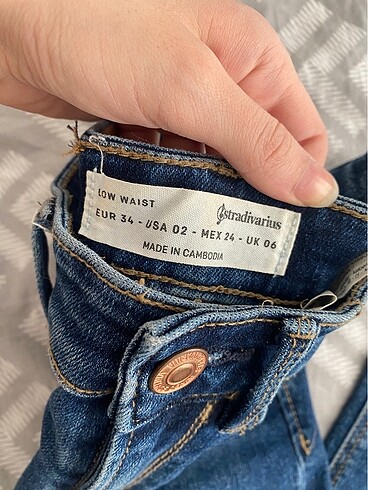 LOW WAIST
stradivarius
EUR 34 - USA 02 - MEX 24 - UK 06
MADE IN CAMBODIA